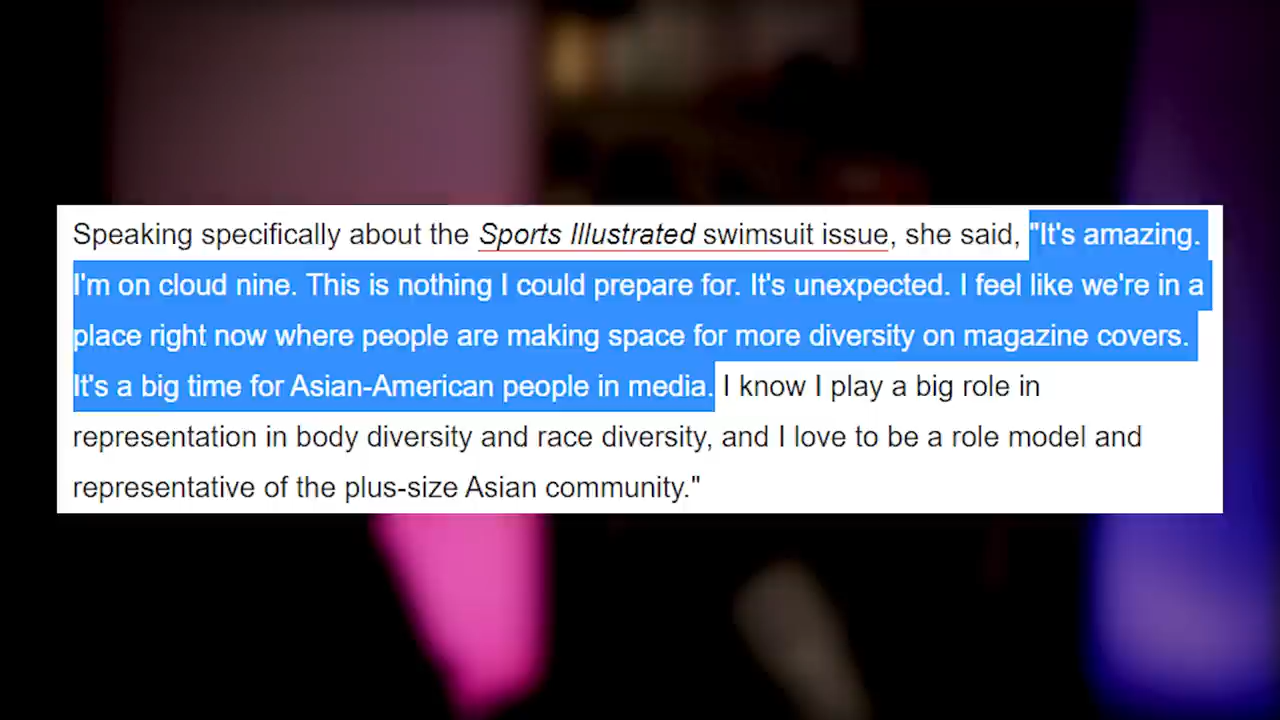 Speaking specifically about the Sports Illustrated swimsuit issue, she said, "It's amazing.
I'm on cloud nine. This is nothing I could prepare for. It's unexpected. I feel like we're in a
place right now where people are making space for more diversity on magazine covers.
It's a big time for Asian-American people in media. I know I play a big role in
representation in body diversity and race diversity, and I love to be a role model and
representative of the plus-size Asian community."